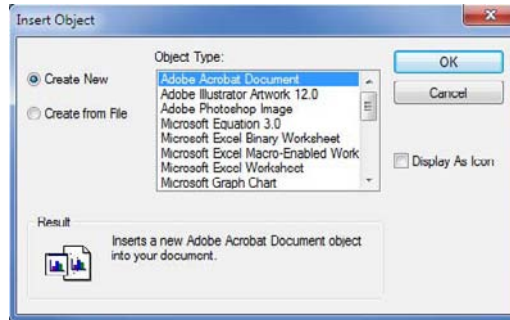 Insert Object
Create New
Create from File
Object Type:
Adobe Acrobat Document
Adobe Illustrator Artwork 12.0
Adobe Photoshop Image
Microsoft Equation 3.0
Microsoft Excel Binary Worksheet
Microsoft Excel Macro-Enabled Work
Microsoft Excel Worksheet
Microsoft Graph Chart
OK
Cancel
Display As Icon
Result
Inserts a new Adobe Acrobat Document object
into your document.